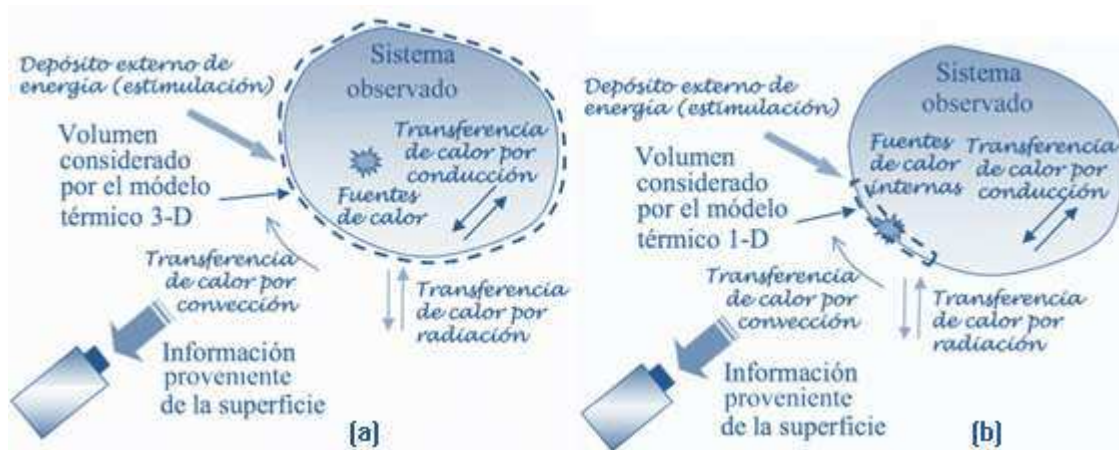 Sistema
observado
Depósito externo de
energía (estimulación)
Volumen
considerado
por el módelo
térmico 3-D
Transferencia
de calor por
conducción
Fuentes
de calor
Transferencia
de calor por
convección
Transferencia
de calor por
radiación
Información
proveniente
de la superficie
(a)
Sistema
observado
Depósito externo de
energía (estimulación)
Volumen
considerado
por el módelo
térmico 1-D
Fuentes
de calor
internas
Transferencia
de calor por
conducción
Transferencia
de calor por
convección
Transferencia
de calor por
radiación
Información
proveniente
de la superficie
(b)